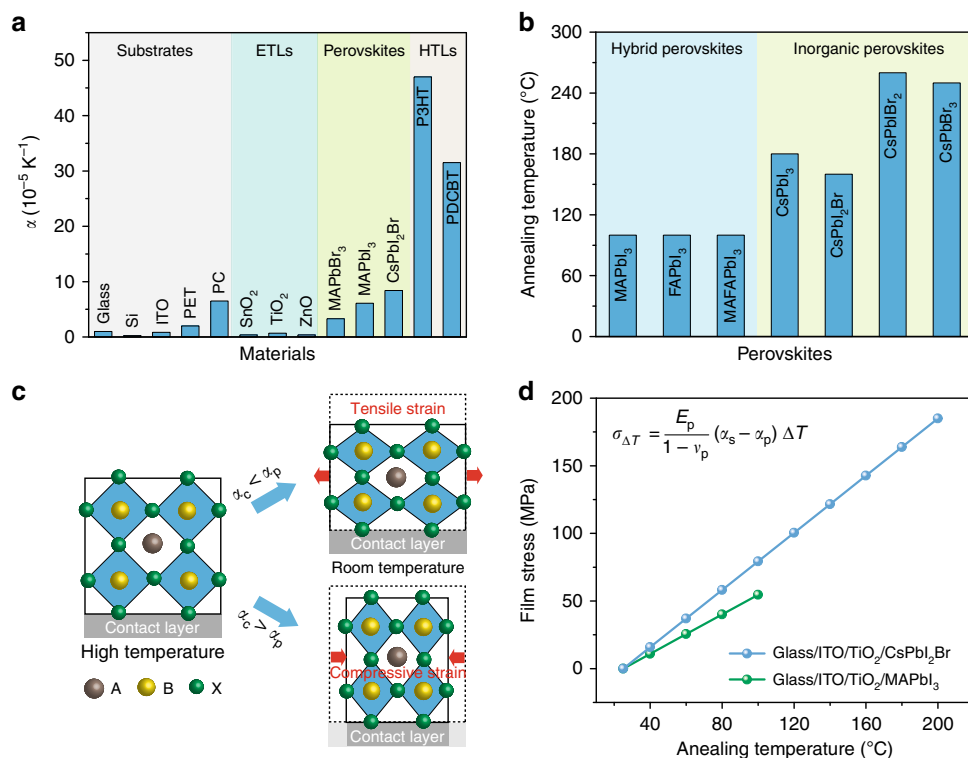 a
Substrates
ETLs
Perovskites
HTLs
50
40
30
20
10
0
α (10⁻⁵ K⁻¹)
Glass
Si
ITO
PET
PC
SnO₂
TiO₂
ZnO
MAPbBr₃
MAPbI₃
CsPbI₂Br
P3HT
PDCBT
Materials
b
Hybrid perovskites
Inorganic perovskites
300
240
180
120
60
0
Annealing temperature (°C)
MAPbI₃
FAPbI₃
MAFAPbI₃
CsPbI₃
CsPbI₂Br
CsPbIBr₂
CsPbBr₃
Perovskites
c
Tensile strain
α_c < α_p
Contact layer
Room temperature
Contact layer
High temperature
α_c > α_p
Compressive strain
Contact layer
A
B
X
d
200
150
100
50
0
Film stress (MPa)
σ_ΔT = E_p / (1 − ν_p) (α_s − α_p) ΔT
Glass/ITO/TiO₂/CsPbI₂Br
Glass/ITO/TiO₂/MAPbI₃
40
80
120
160
200
Anealing temperature (°C)